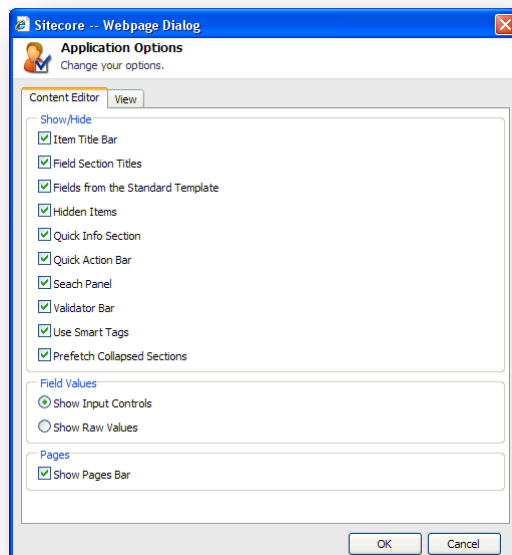 Sitecore -- Webpage Dialog
Application Options
Change your options.
Content Editor View
Show/Hide
Item Title Bar
Field Section Titles
Fields from the Standard Template
Hidden Items
Quick Info Section
Quick Action Bar
Seach Panel
Validator Bar
Use Smart Tags
Prefetch Collapsed Sections
Field Values
Show Input Controls
Show Raw Values
Pages
Show Pages Bar
OK Cancel